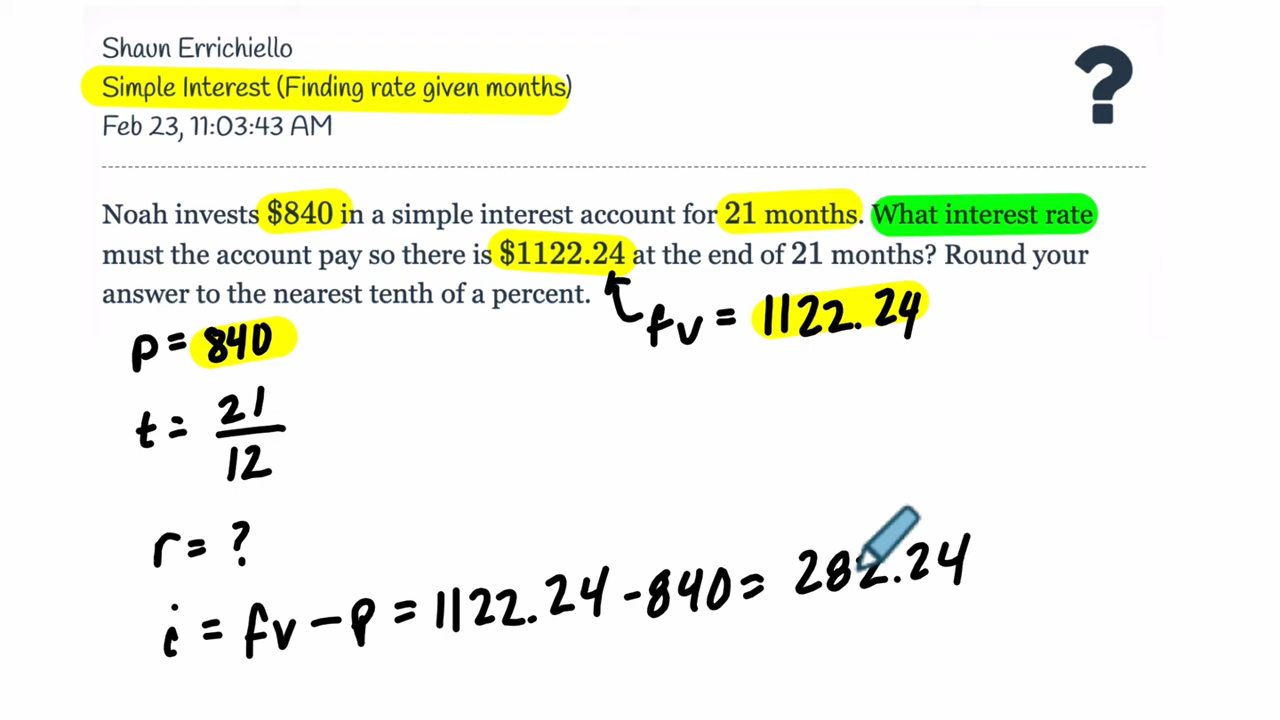 Shaun Errichiello
Simple Interest (Finding rate given months)
Feb 23, 11:03:43 AM
?
Noah invests $840 in a simple interest account for 21 months. What interest rate
must the account pay so there is $1122.24 at the end of 21 months? Round your
answer to the nearest tenth of a percent.
fv = 1122.24
p = 840
t = 21/12
r = ?
i = fv - p = 1122.24 - 840 = 282.24